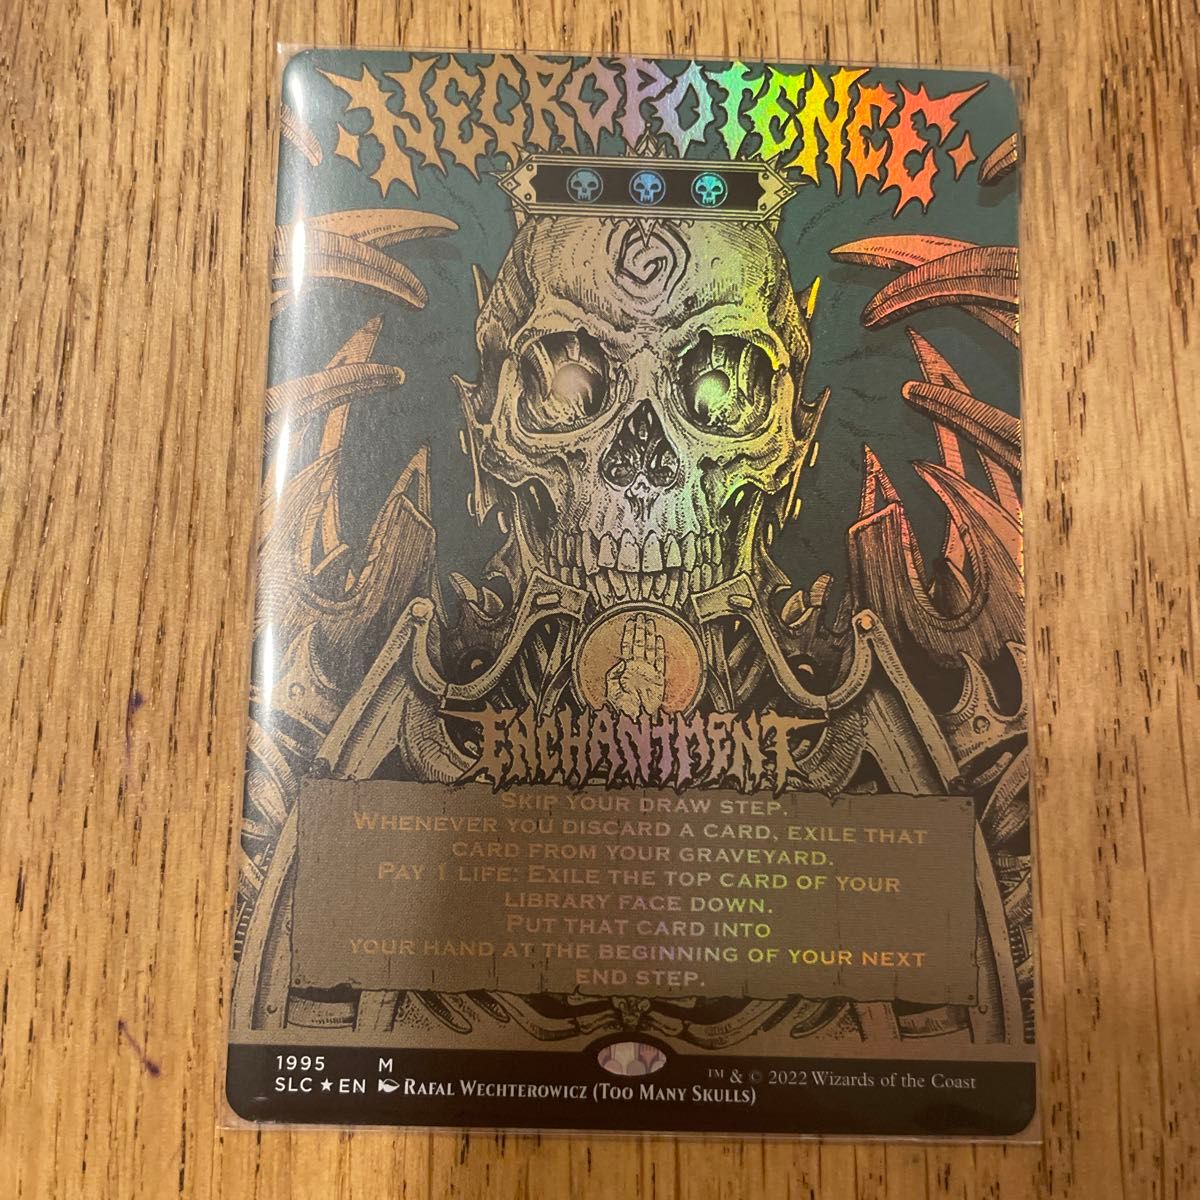 NECROPOTENCE
ENCHANTMENT
SKIP YOUR DRAW STEP.
WHENEVER YOU DISCARD A CARD, EXILE THAT
CARD FROM YOUR GRAVEYARD.
PAY 1 LIFE: EXILE THE TOP CARD OF YOUR
LIBRARY FACE DOWN.
PUT THAT CARD INTO
YOUR HAND AT THE BEGINNING OF YOUR NEXT
END STEP.
1995 M
SLC ★ EN RAFAL WECHTEROWICZ (TOO MANY SKULLS)
™ & © 2022 Wizards of the Coast